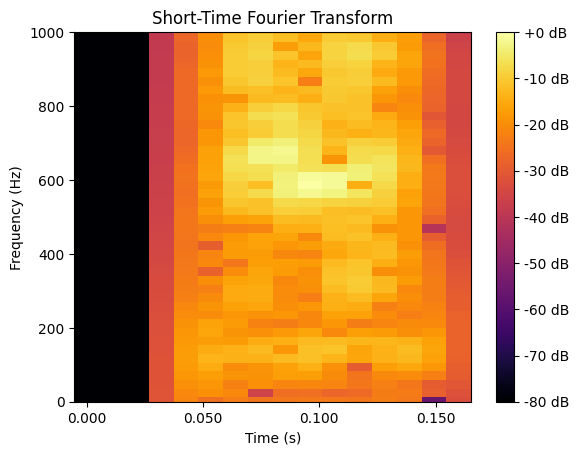 Short-Time Fourier Transform
1000
800
600
400
200
0
Frequency (Hz)
0.000
0.050
0.100
0.150
Time (s)
+0 dB
-10 dB
-20 dB
-30 dB
-40 dB
-50 dB
-60 dB
-70 dB
-80 dB